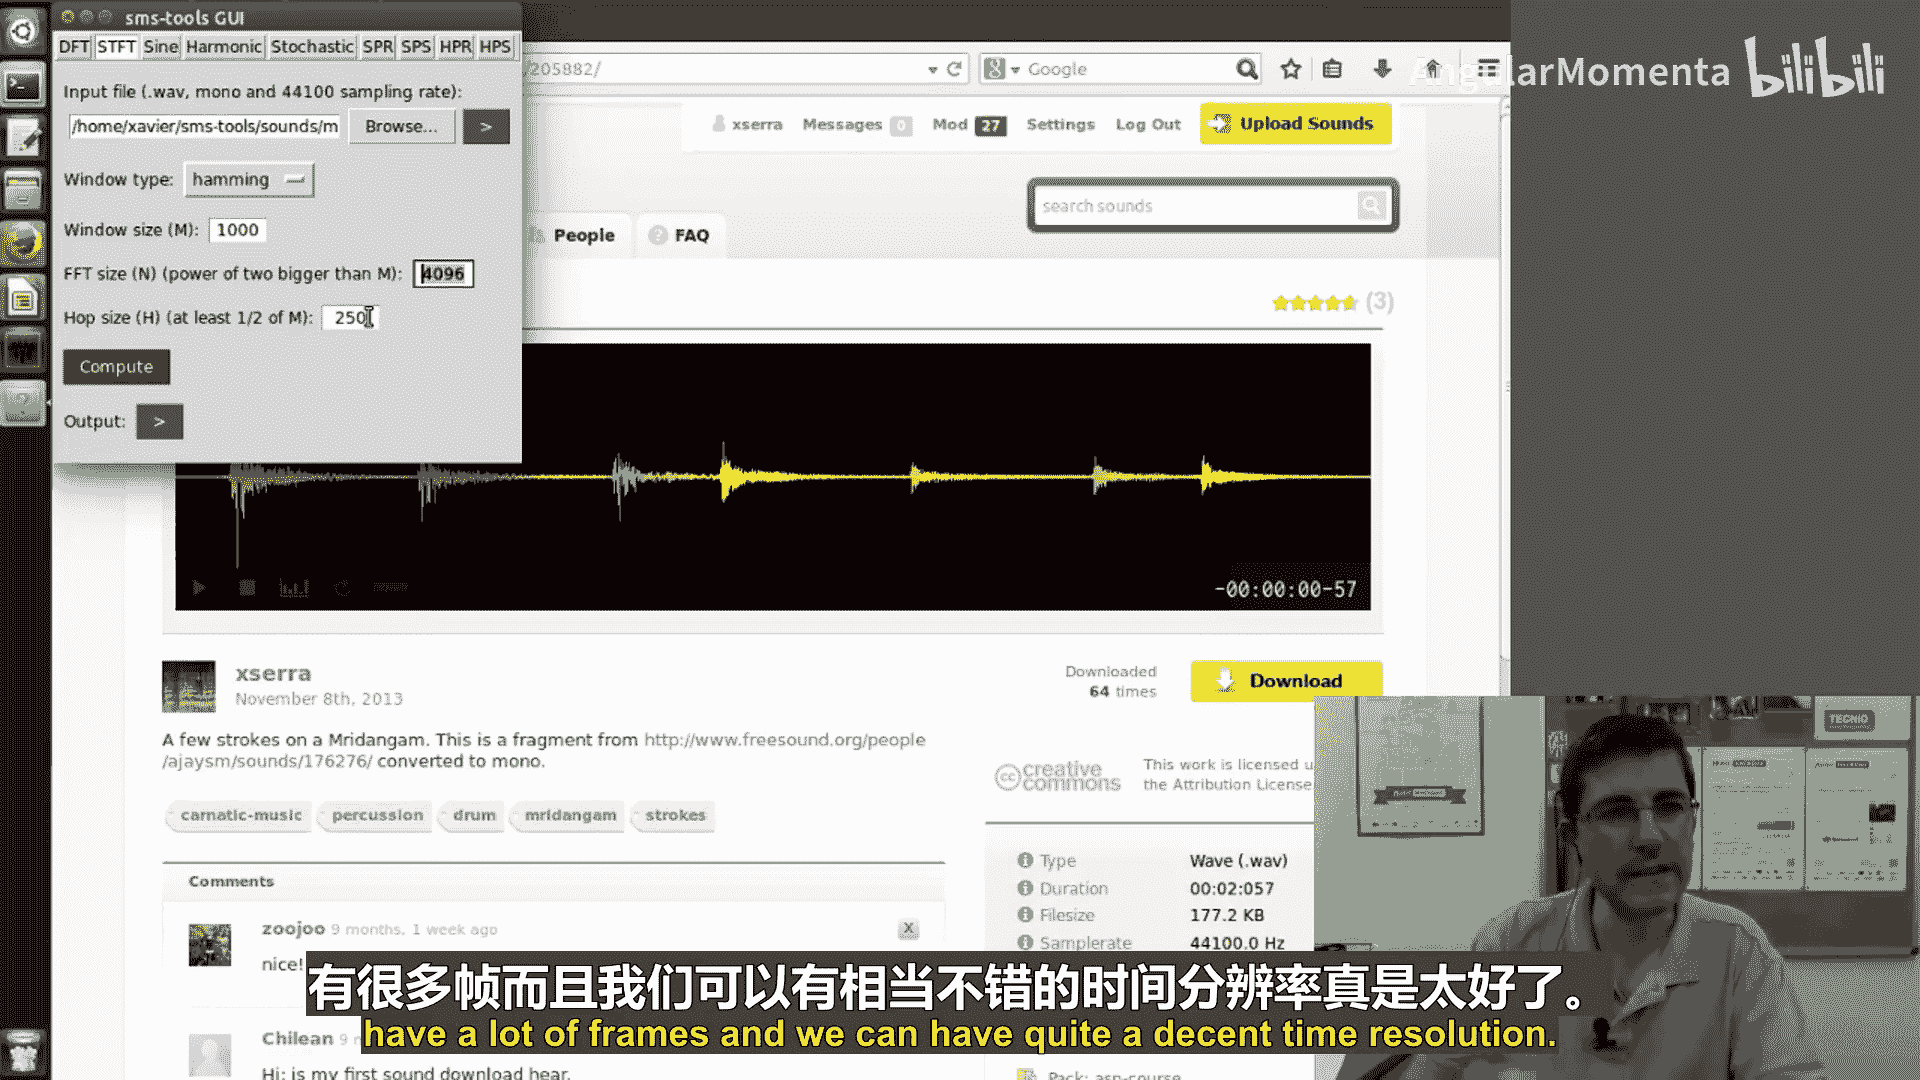 sms-tools GUI
DFT STFT Sine Harmonic Stochastic SPR SPS HPR HPS
Input file (.wav, mono and 44100 sampling rate):
/home/xavier/sms-tools/sounds/m Browse... >
Window type: hamming
Window size (M): 1000
FFT size (N) (power of two bigger than M): 4096
Hop size (H) (at least 1/2 of M): 250
Compute
Output: >
/205882/
Google
AngularMomenta bilibili
xserra Messages 0 Mod 27 Settings Log Out Upload Sounds
search sounds
People FAQ
(3)
-00:00:00-57
xserra
November 8th, 2013
Downloaded
64 times
Download
A few strokes on a Mridangam. This is a fragment from http://www.freesound.org/people
/ajaysm/sounds/176276/ converted to mono.
carnatic-music percussion drum mridangam strokes
cc creative commons
This work is licensed u
the Attribution License
TECNIO
Type Wave (.wav)
Duration 00:02:057
Filesize 177.2 KB
Samplerate 44100.0 Hz
Comments
zoojoo 9 months, 1 week ago X
nice!
Chilean 9
Hi; is my first sound download hear.
Pack: asp-course
有很多帧而且我们可以有相当不错的时间分辨率真是太好了。
have a lot of frames and we can have quite a decent time resolution.